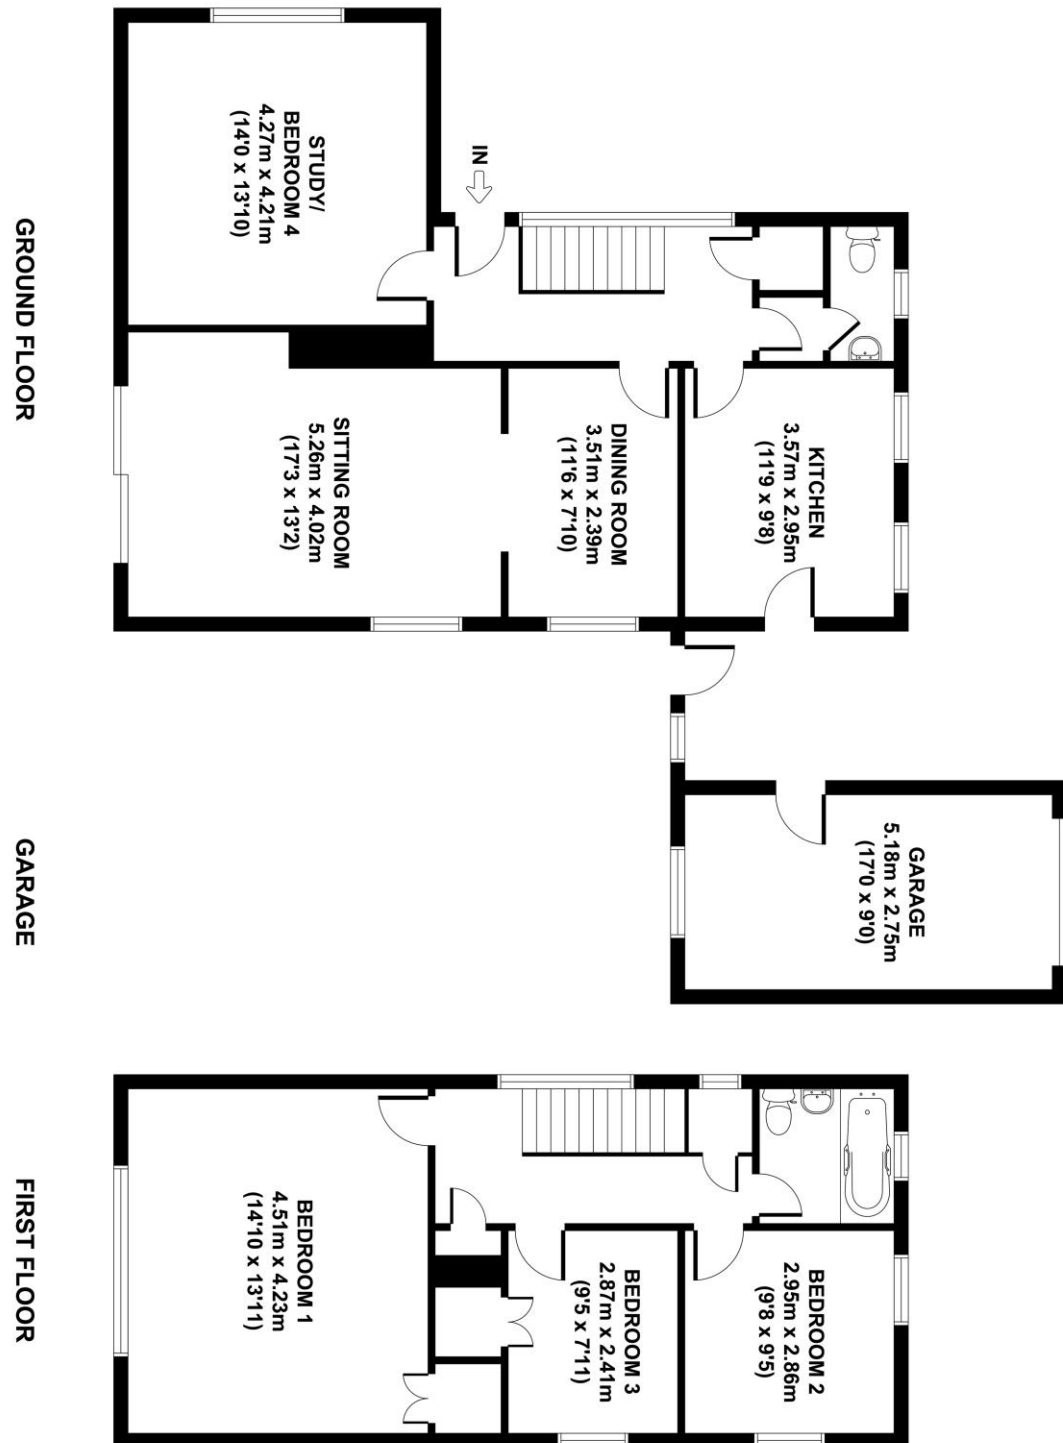 STUDY/
BEDROOM 4
4.27m x 4.21m
(14'0 x 13'10)
IN
SITTING ROOM
5.26m x 4.02m
(17'3 x 13'2)
DINING ROOM
3.51m x 2.39m
(11'6 x 7'10)
KITCHEN
3.57m x 2.95m
(11'9 x 9'8)
GROUND FLOOR
GARAGE
5.18m x 2.75m
(17'0 x 9'0)
GARAGE
BEDROOM 1
4.51m x 4.23m
(14'10 x 13'11)
BEDROOM 3
2.87m x 2.41m
(9'5 x 7'11)
BEDROOM 2
2.95m x 2.86m
(9'8 x 9'5)
FIRST FLOOR